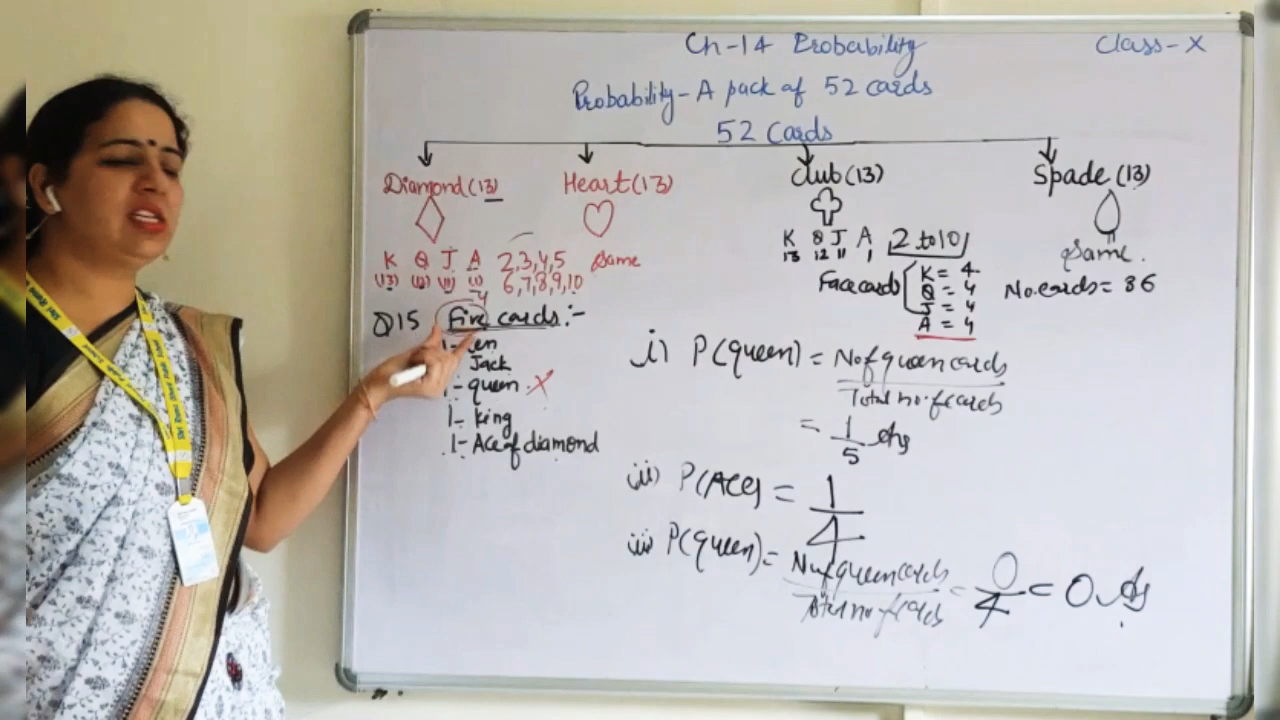 Ch-14 Probability
Class-X
Probability - A pack of 52 cards
52 Cards
Diamond (13)
Heart (13)
Club (13)
Spade (13)
K Q J A 2,3,4,5
(13) (12) (11) (1) 6,7,8,9,10
Same
K Q J A 2 to 10
13 12 11 1
Same.
Face cards
K = 4
Q = 4
J = 4
A = 4
No. cards = 36
Q15 Five cards :-
Jack
1- queen X
1- king
1- Ace of diamond
i) P(queen) = No of queen cards
Total no. of cards
= 1
5 Ans
ii) P(Ace) = 1
4
iii) P(queen) = No of queen cards = 0 = 0 Ans
Total no of cards 4